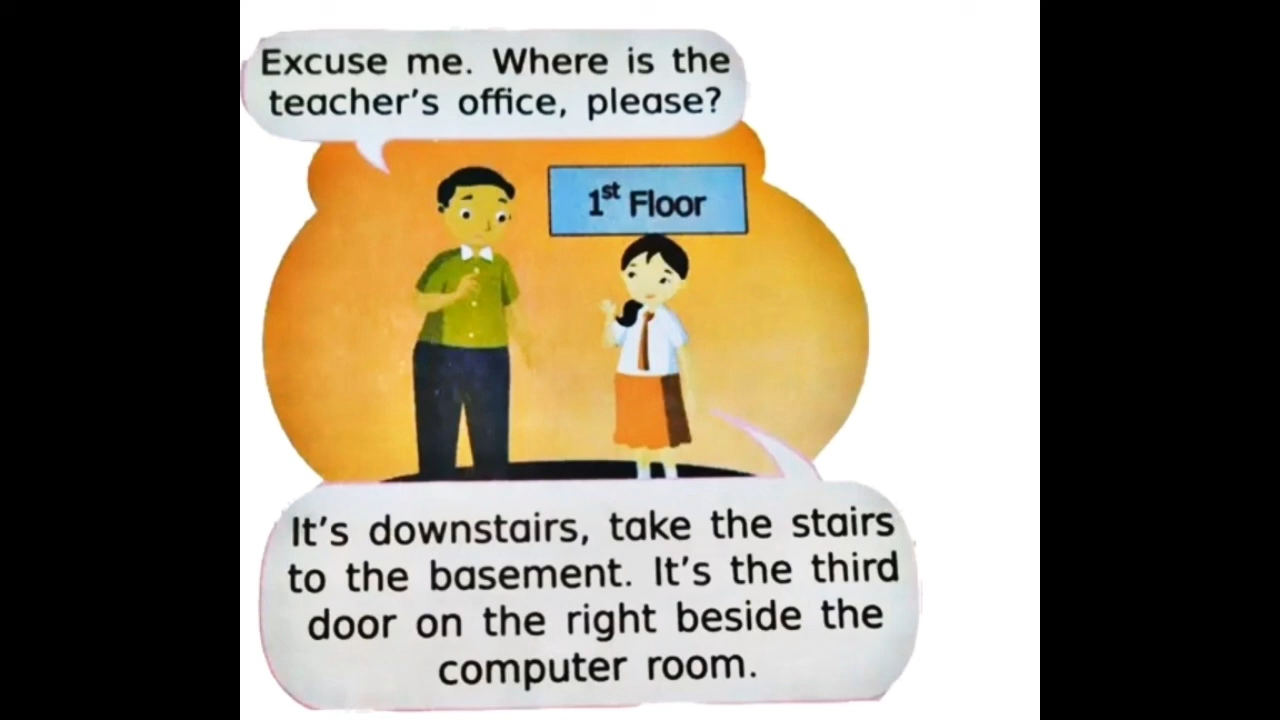 Excuse me. Where is the
teacher's office, please?
1st Floor
It's downstairs, take the stairs
to the basement. It's the third
door on the right beside the
computer room.